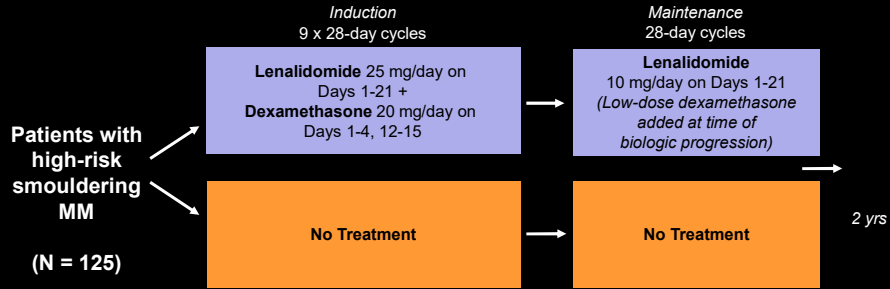 Induction
9 x 28-day cycles
Maintenance
28-day cycles
Lenalidomide 25 mg/day on
Days 1-21 +
Dexamethasone 20 mg/day on
Days 1-4, 12-15
Lenalidomide
10 mg/day on Days 1-21
(Low-dose dexamethasone
added at time of
biologic progression)
Patients with
high-risk
smouldering
MM
(N = 125)
No Treatment
No Treatment
2 yrs